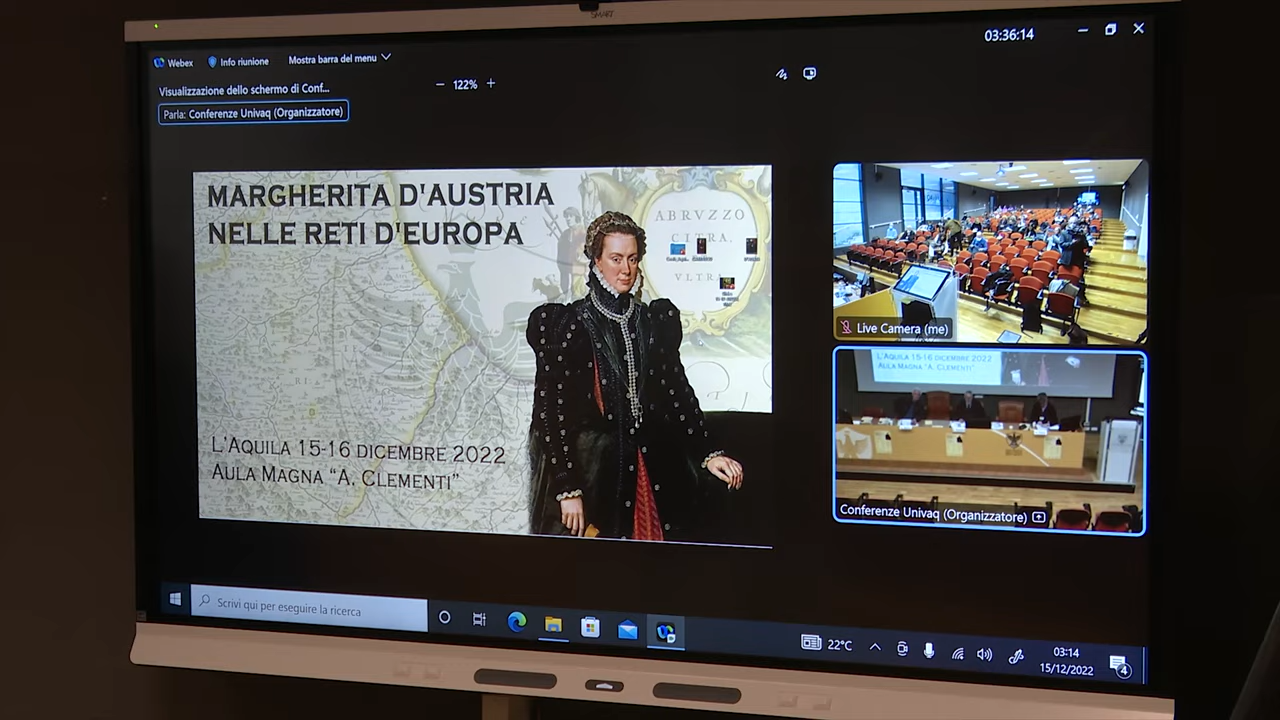 SMART
03:36:14
Webex
Info riunione
Mostra barra del menu
Visualizzazione dello schermo di Conf...
122%
Parla: Conferenze Univaq (Organizzatore)
MARGHERITA D'AUSTRIA
NELLE RETI D'EUROPA
ABRVZZO
CITRA,
VLTRA
L'AQUILA 15-16 DICEMBRE 2022
AULA MAGNA “A. CLEMENTI”
Live Camera (me)
L'AQUILA 15-16 DICEMBRE 2022
AULA MAGNA "A. CLEMENTI"
Conferenze Univaq (Organizzatore)
Scrivi qui per eseguire la ricerca
22°C
03:14
15/12/2022
4